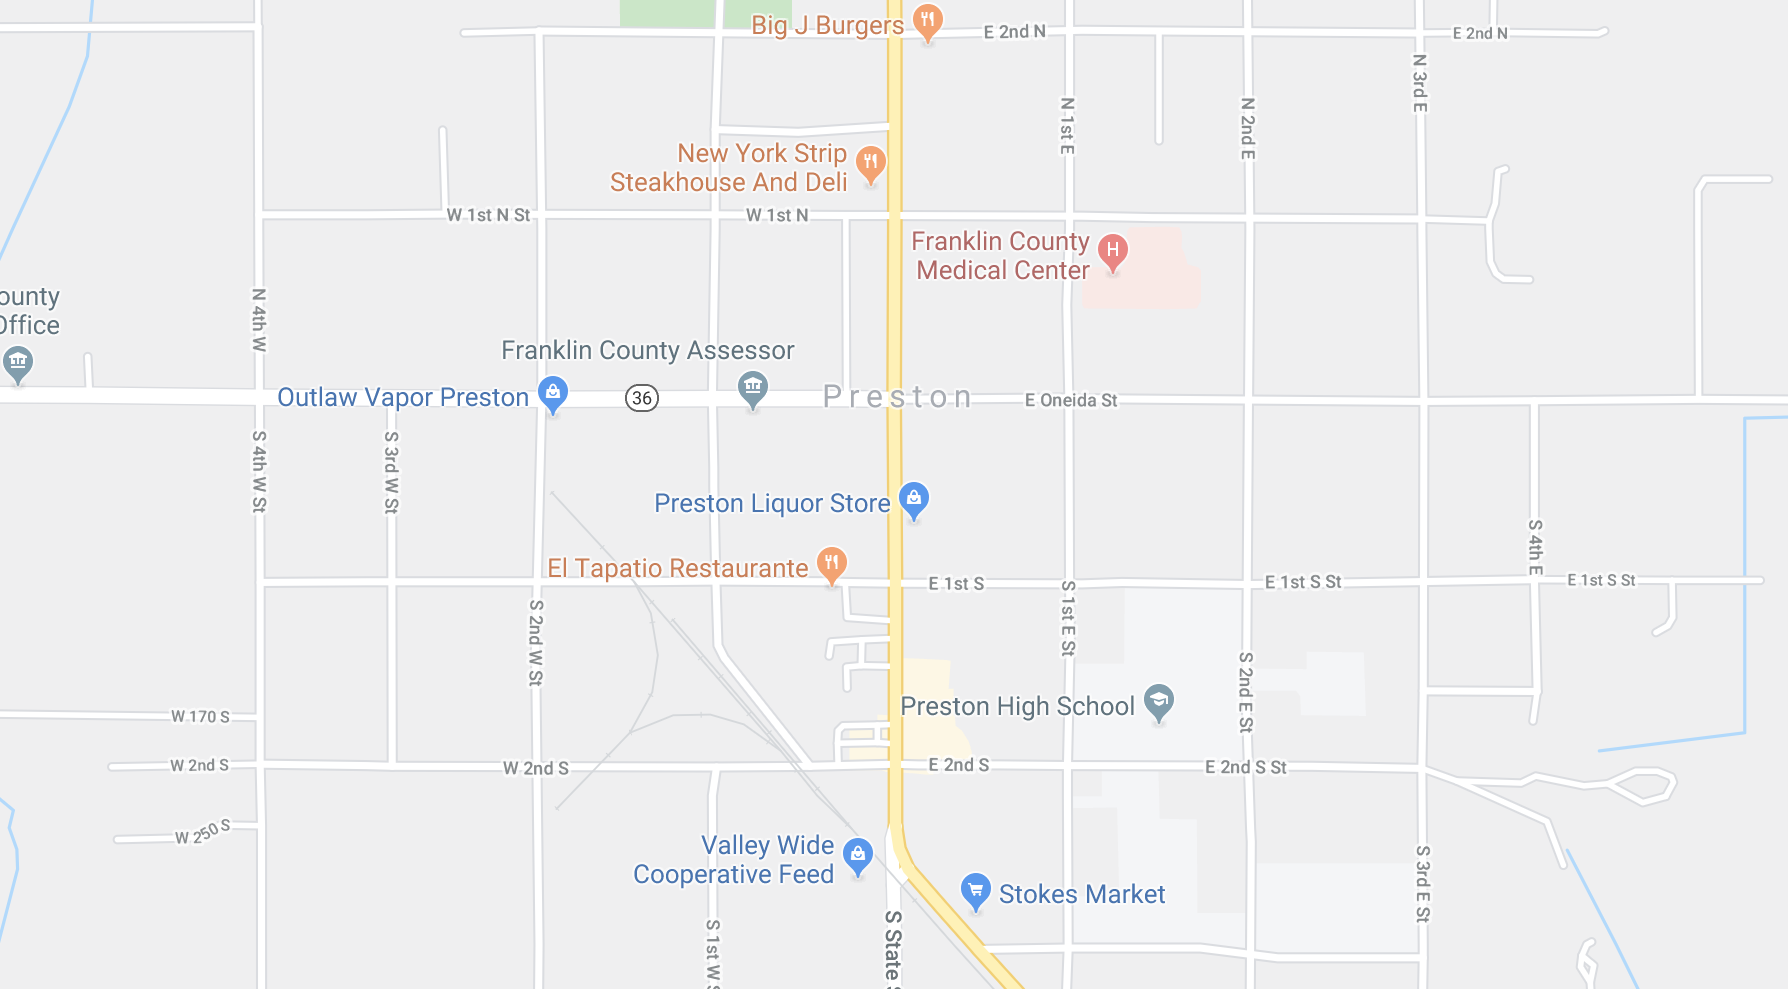 Big J Burgers
E 2nd N
E 2nd N
N 3rd E
N 1st E
N 2nd E
New York Strip
Steakhouse And Deli
W 1st N St
W 1st N
Franklin County
Medical Center
H
ounty
Office
N 4th W
Franklin County Assessor
Outlaw Vapor Preston
36
Preston
E Oneida St
S 4th W St
S 3rd W St
Preston Liquor Store
S 4th E
El Tapatio Restaurante
E 1st S
E 1st S St
E 1st S St
S 2nd W St
S 1st E St
S 2nd E St
Preston High School
W 170 S
W 2nd S
W 2nd S
E 2nd S
E 2nd S St
W 250 S
Valley Wide
Cooperative Feed
Stokes Market
S 3rd E St
S 1st W S
S State